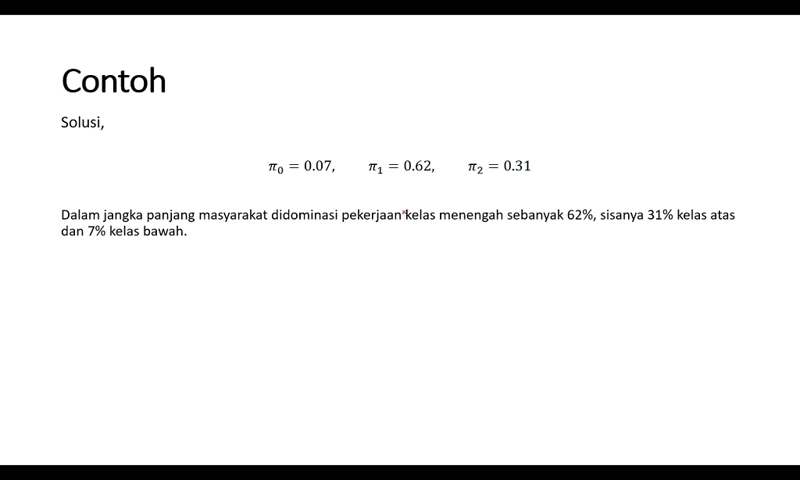 Contoh
Solusi,
π₀ = 0.07, π₁ = 0.62, π₂ = 0.31
Dalam jangka panjang masyarakat didominasi pekerjaan kelas menengah sebanyak 62%, sisanya 31% kelas atas
dan 7% kelas bawah.